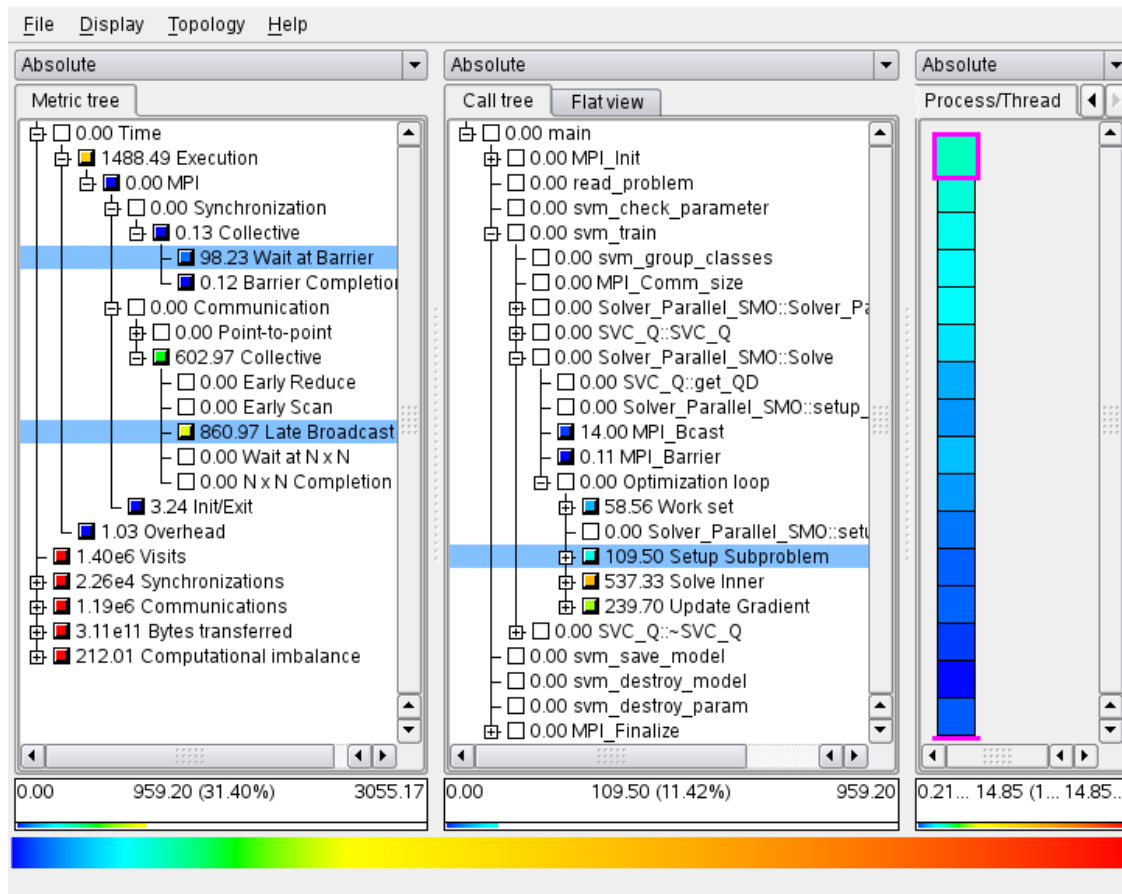 File Display Topology Help
Absolute
Metric tree
0.00 Time
1488.49 Execution
0.00 MPI
0.00 Synchronization
0.13 Collective
98.23 Wait at Barrier
0.12 Barrier Completio
0.00 Communication
0.00 Point-to-point
602.97 Collective
0.00 Early Reduce
0.00 Early Scan
860.97 Late Broadcast
0.00 Wait at N x N
0.00 N x N Completion
3.24 Init/Exit
1.03 Overhead
1.40e6 Visits
2.26e4 Synchronizations
1.19e6 Communications
3.11e11 Bytes transferred
212.01 Computational imbalance
0.00 959.20 (31.40%) 3055.17
Absolute
Call tree Flat view
0.00 main
0.00 MPI_Init
0.00 read_problem
0.00 svm_check_parameter
0.00 svm_train
0.00 svm_group_classes
0.00 MPI_Comm_size
0.00 Solver_Parallel_SMO::Solver_Pa
0.00 SVC_Q::SVC_Q
0.00 Solver_Parallel_SMO::Solve
0.00 SVC_Q::get_QD
0.00 Solver_Parallel_SMO::setup_
14.00 MPI_Bcast
0.11 MPI_Barrier
0.00 Optimization loop
58.56 Work set
0.00 Solver_Parallel_SMO::setu
109.50 Setup Subproblem
537.33 Solve Inner
239.70 Update Gradient
0.00 SVC_Q::~SVC_Q
0.00 svm_save_model
0.00 svm_destroy_model
0.00 svm_destroy_param
0.00 MPI_Finalize
0.00 109.50 (11.42%) 959.20
Absolute
Process/Thread
0.21... 14.85 (1... 14.85..